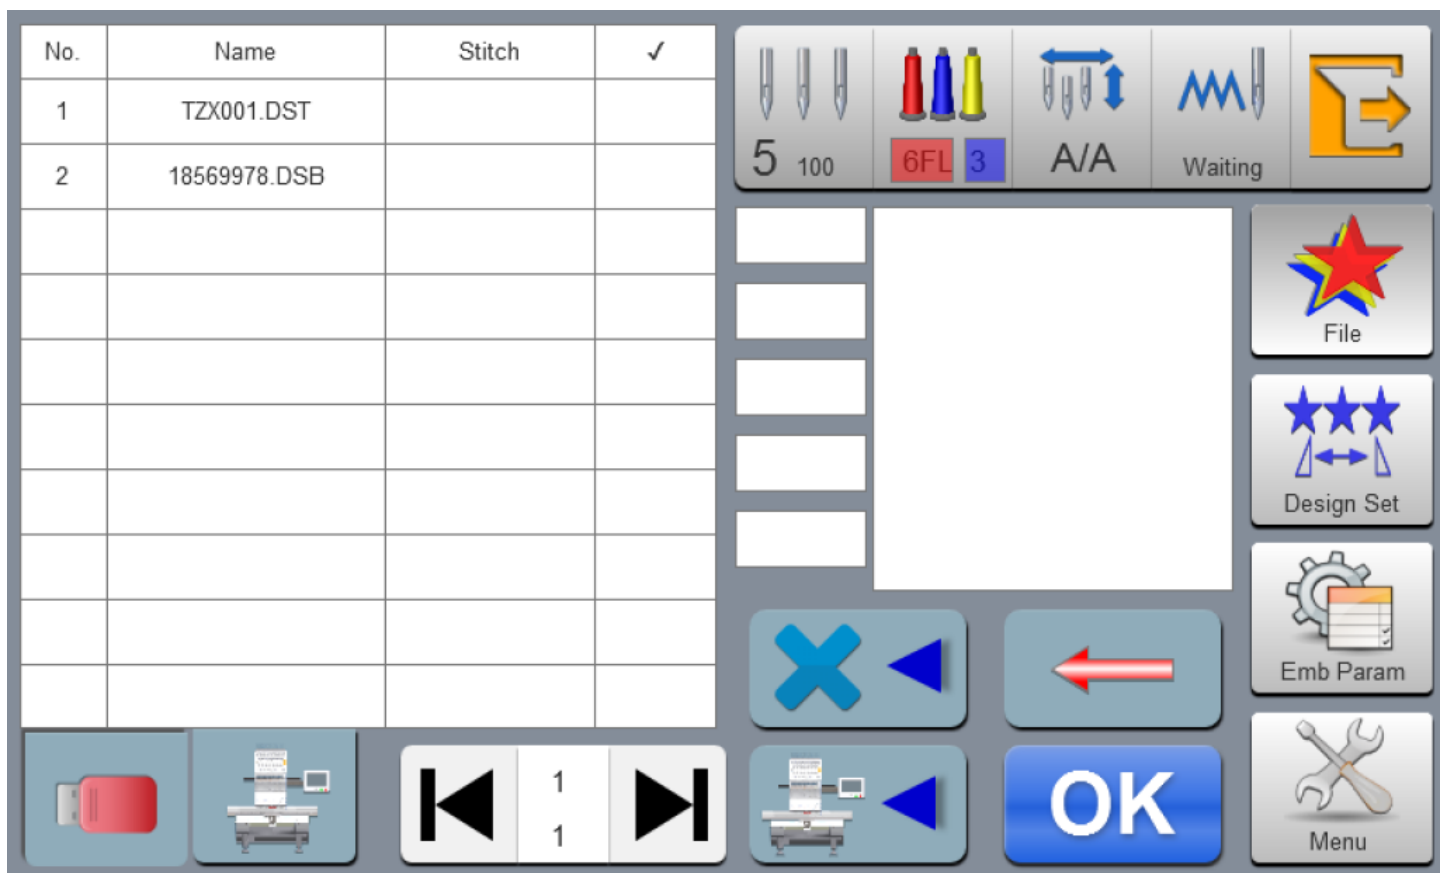 No. Name Stitch ✓
1 TZX001.DST
2 18569978.DSB
5 100 6FL 3 A/A Waiting
File
Design Set
Emb Param
Menu
1
1
OK